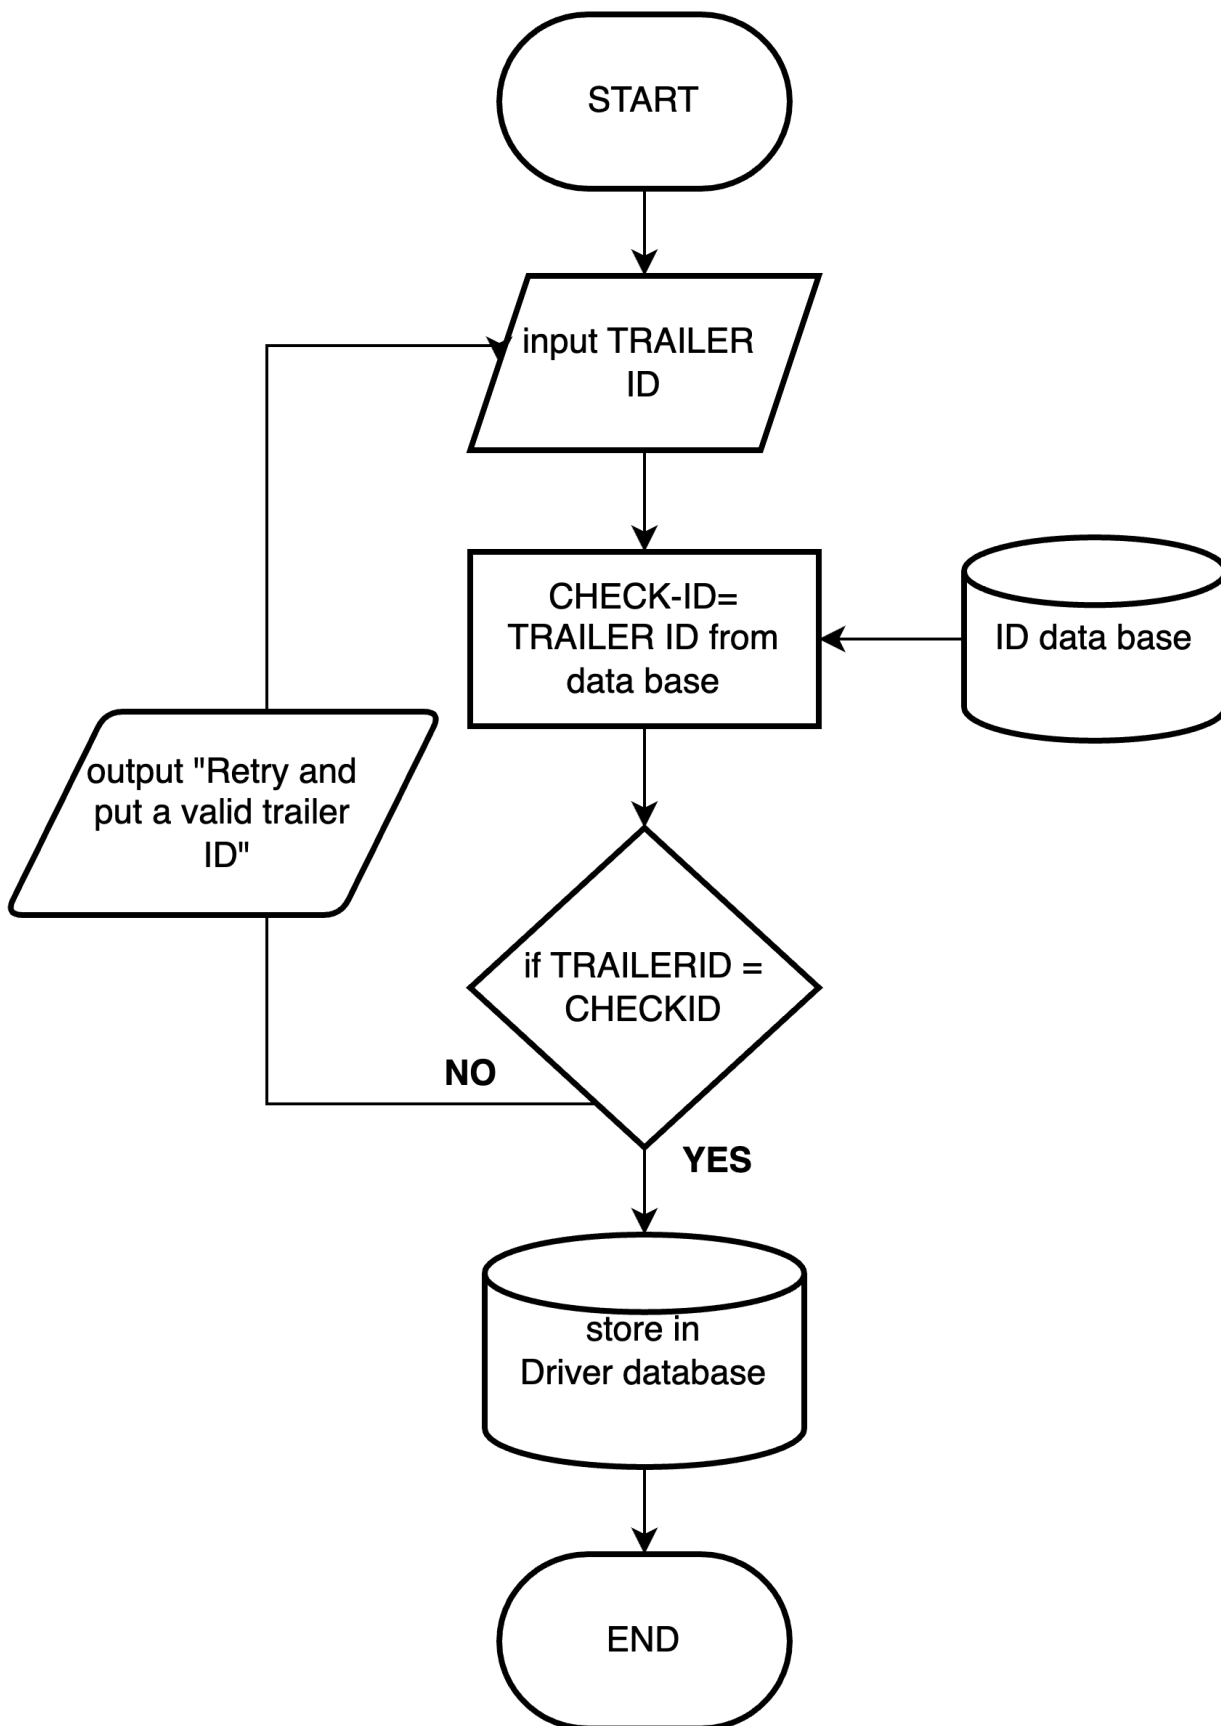 START
input TRAILER
ID
CHECK-ID=
TRAILER ID from
data base
ID data base
output "Retry and
put a valid trailer
ID"
if TRAILERID =
CHECKID
NO
YES
store in
Driver database
END